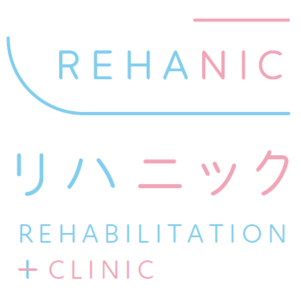 REHANIC
リハニック
REHABILITATION
+ CLINIC